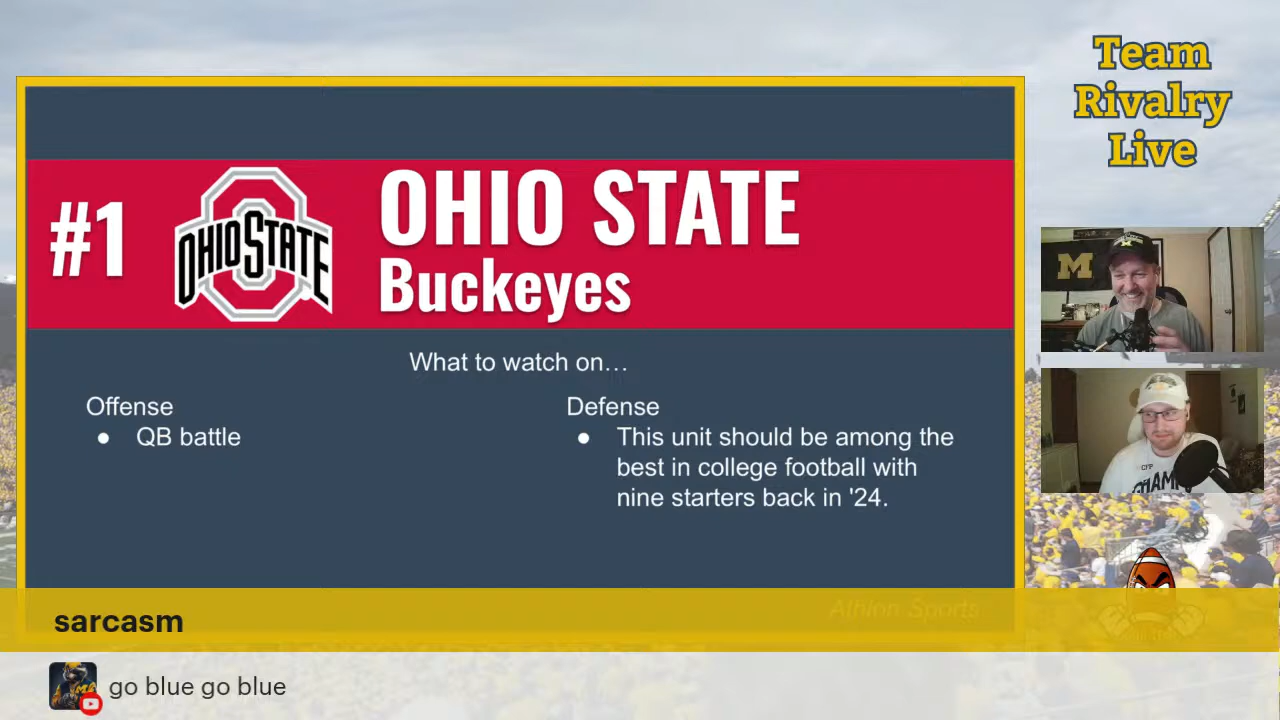 Team
Rivalry
Live
#1
OHIO STATE
OHIO STATE
Buckeyes
What to watch on…
Offense
● QB battle
Defense
● This unit should be among the
best in college football with
nine starters back in '24.
M
CFP
CHAMP
Athlon Sports
sarcasm
go blue go blue